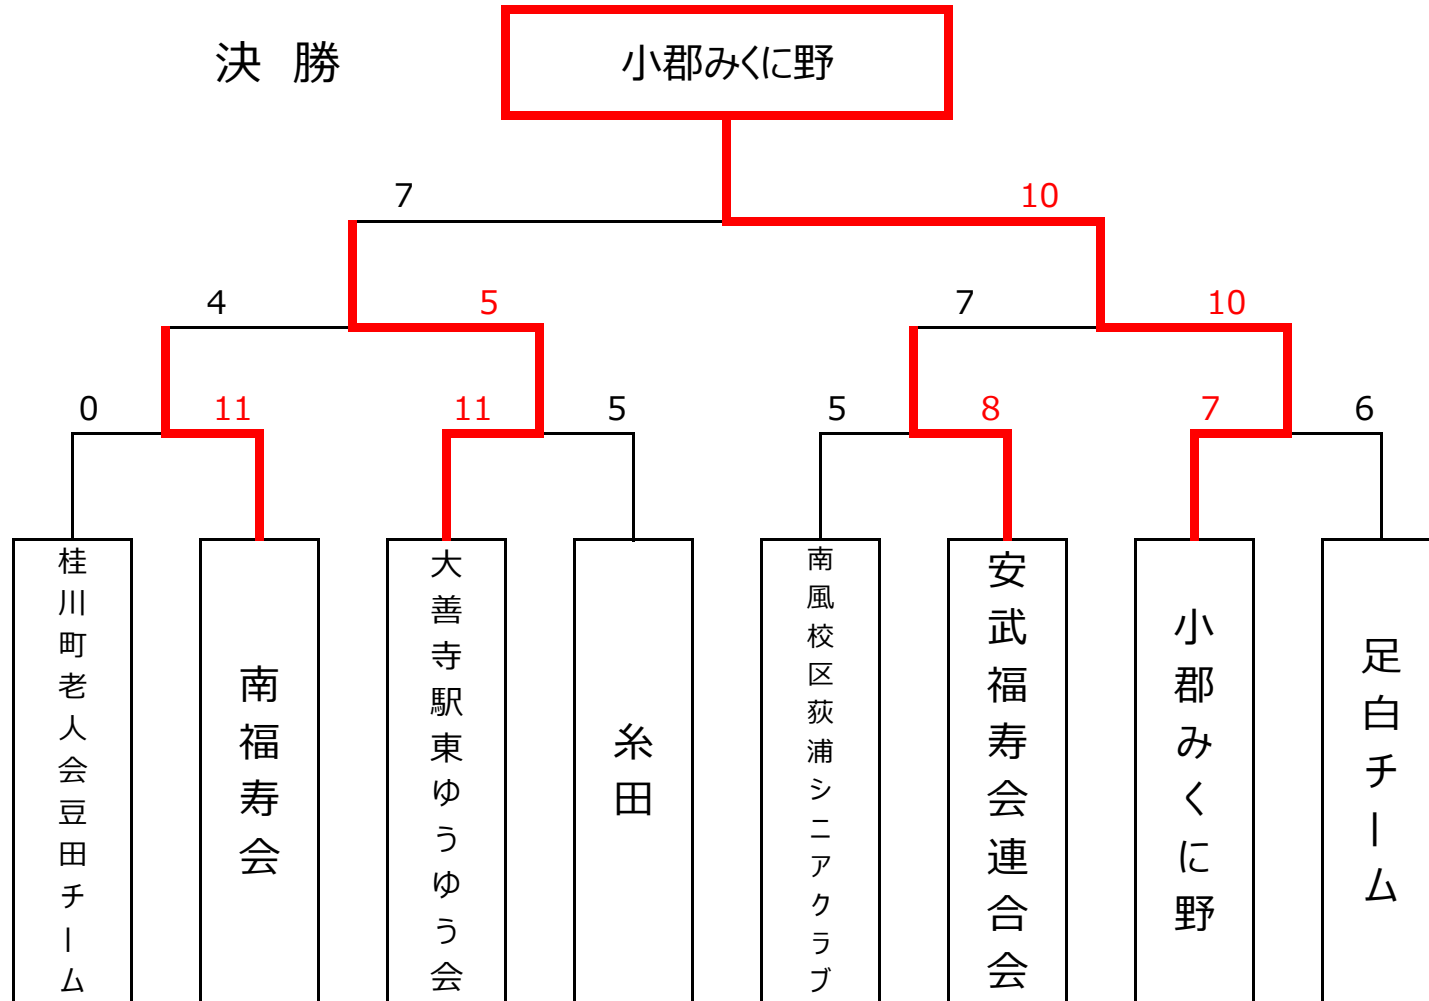 決 勝
小郡みくに野
7
10
4
5
7
10
0
11
11
5
5
8
7
6
桂川町老人会豆田チーム
南福寿会
大善寺駅東ゆうゆう会
糸田
南風校区荻浦シニアクラブ
安武福寿会連合会
小郡みくに野
足白チーム